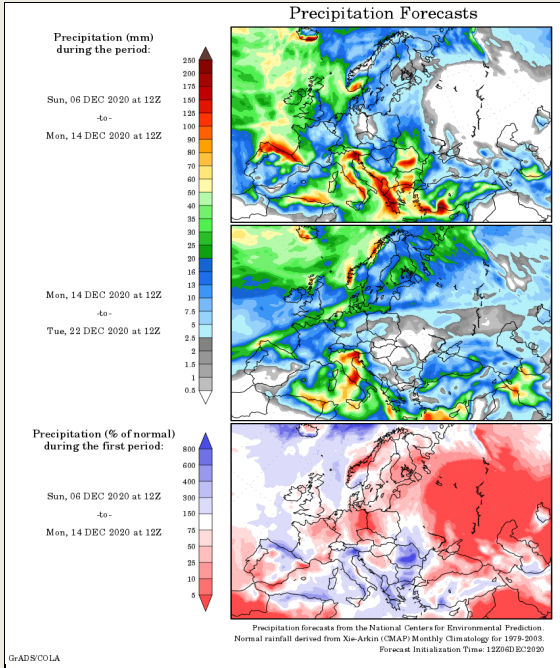 Precipitation Forecasts
Precipitation (mm)
during the period:
Sun, 06 DEC 2020 at 12Z
-to-
Mon, 14 DEC 2020 at 12Z
250
200
175
150
125
100
90
80
70
60
50
40
30
25
20
16
13
10
7.5
5
2.5
2
1.5
1
0.5
Mon, 14 DEC 2020 at 12Z
-to-
Tue, 22 DEC 2020 at 12Z
Precipitation (% of normal)
during the first period:
Sun, 06 DEC 2020 at 12Z
-to-
Mon, 14 DEC 2020 at 12Z
800
600
400
300
150
75
50
25
10
5
Precipitation forecasts from the National Centers for Environmental Prediction.
Normal rainfall derived from Xie-Arkin (CMAP) Monthly Climatology for 1979-2003.
Forecast Initialization Time: 12Z06DEC2020
GrADS/COLA